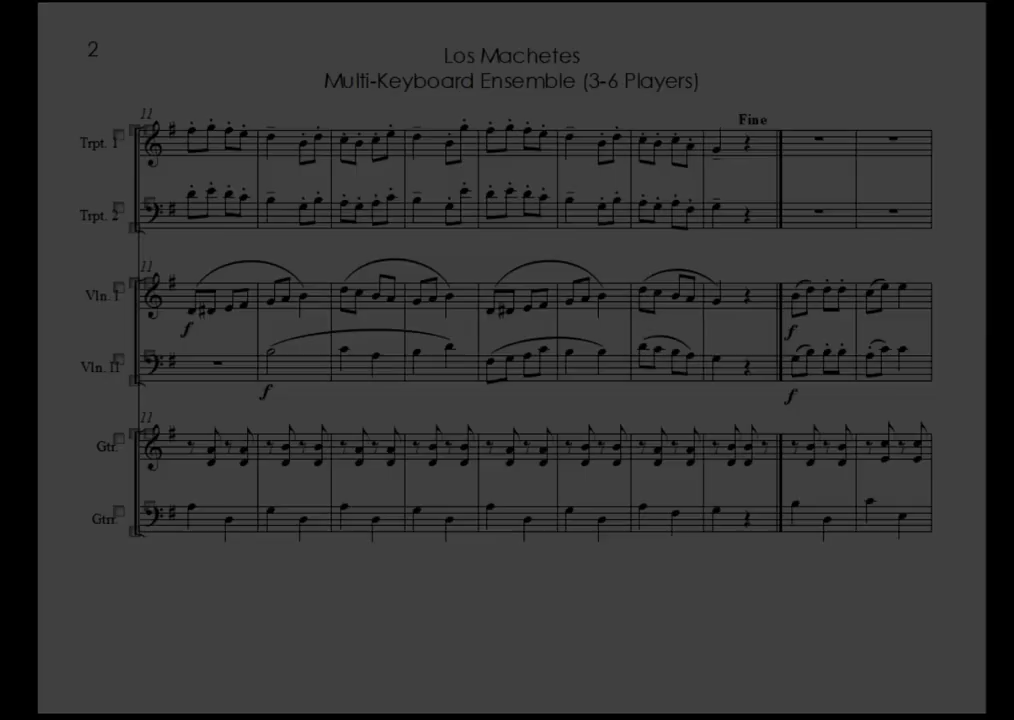 2
Los Machetes
Multi-Keyboard Ensemble (3-6 Players)
11
Fine
Trpt. 1
Trpt. 2
11
Vln. I
f
f
Vln. II
f
f
11
Gtr.
Gtr.